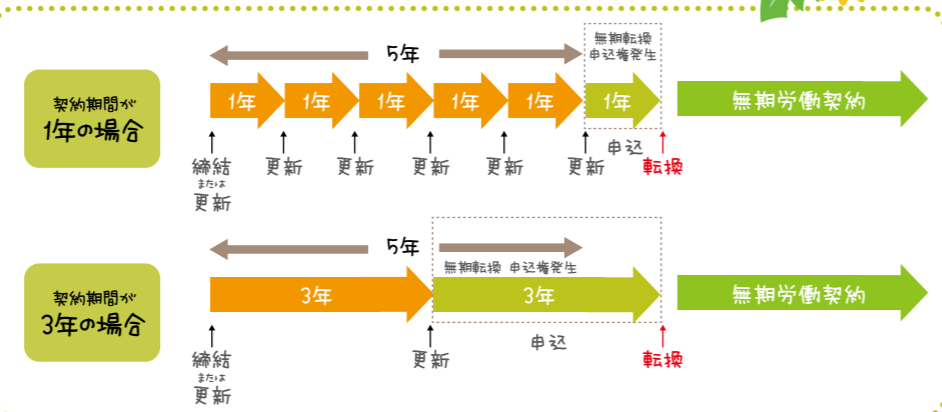 無期転換
申込権発生
5年
契約期間が
1年の場合
1年
1年
1年
1年
1年
1年
無期労働契約
締結
または
更新
更新
更新
更新
更新
更新
申込
転換
5年
無期転換 申込権発生
契約期間が
3年の場合
3年
3年
無期労働契約
締結
または
更新
更新
申込
転換